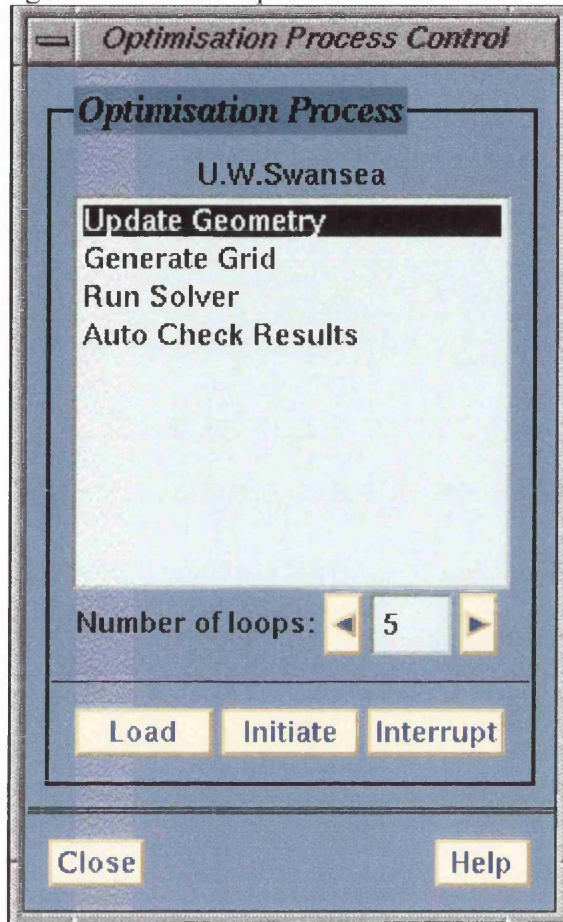 Optimisation Process Control
Optimisation Process
U.W.Swansea
Update Geometry
Generate Grid
Run Solver
Auto Check Results
Number of loops: 5
Load Initiate Interrupt
Close Help